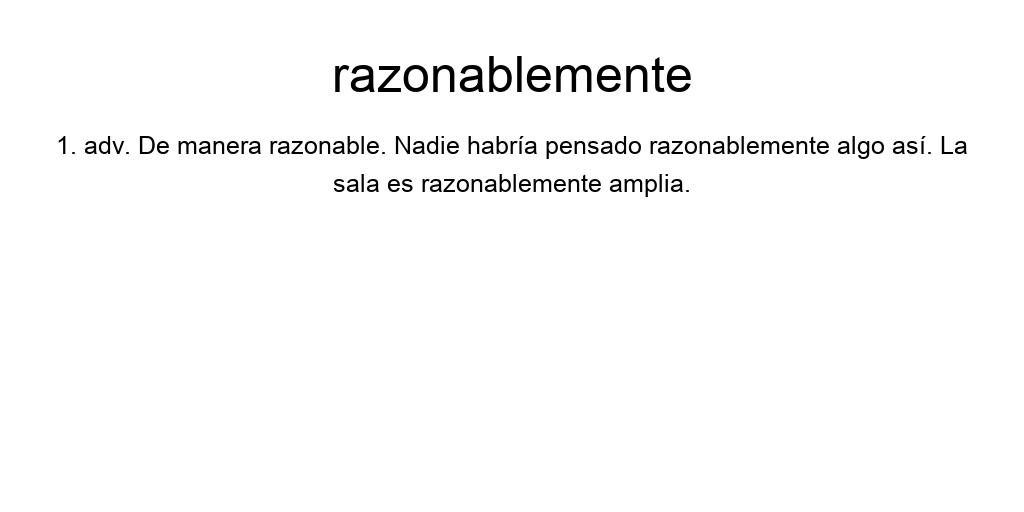 razonablemente
1. adv. De manera razonable. Nadie habría pensado razonablemente algo así. La
sala es razonablemente amplia.